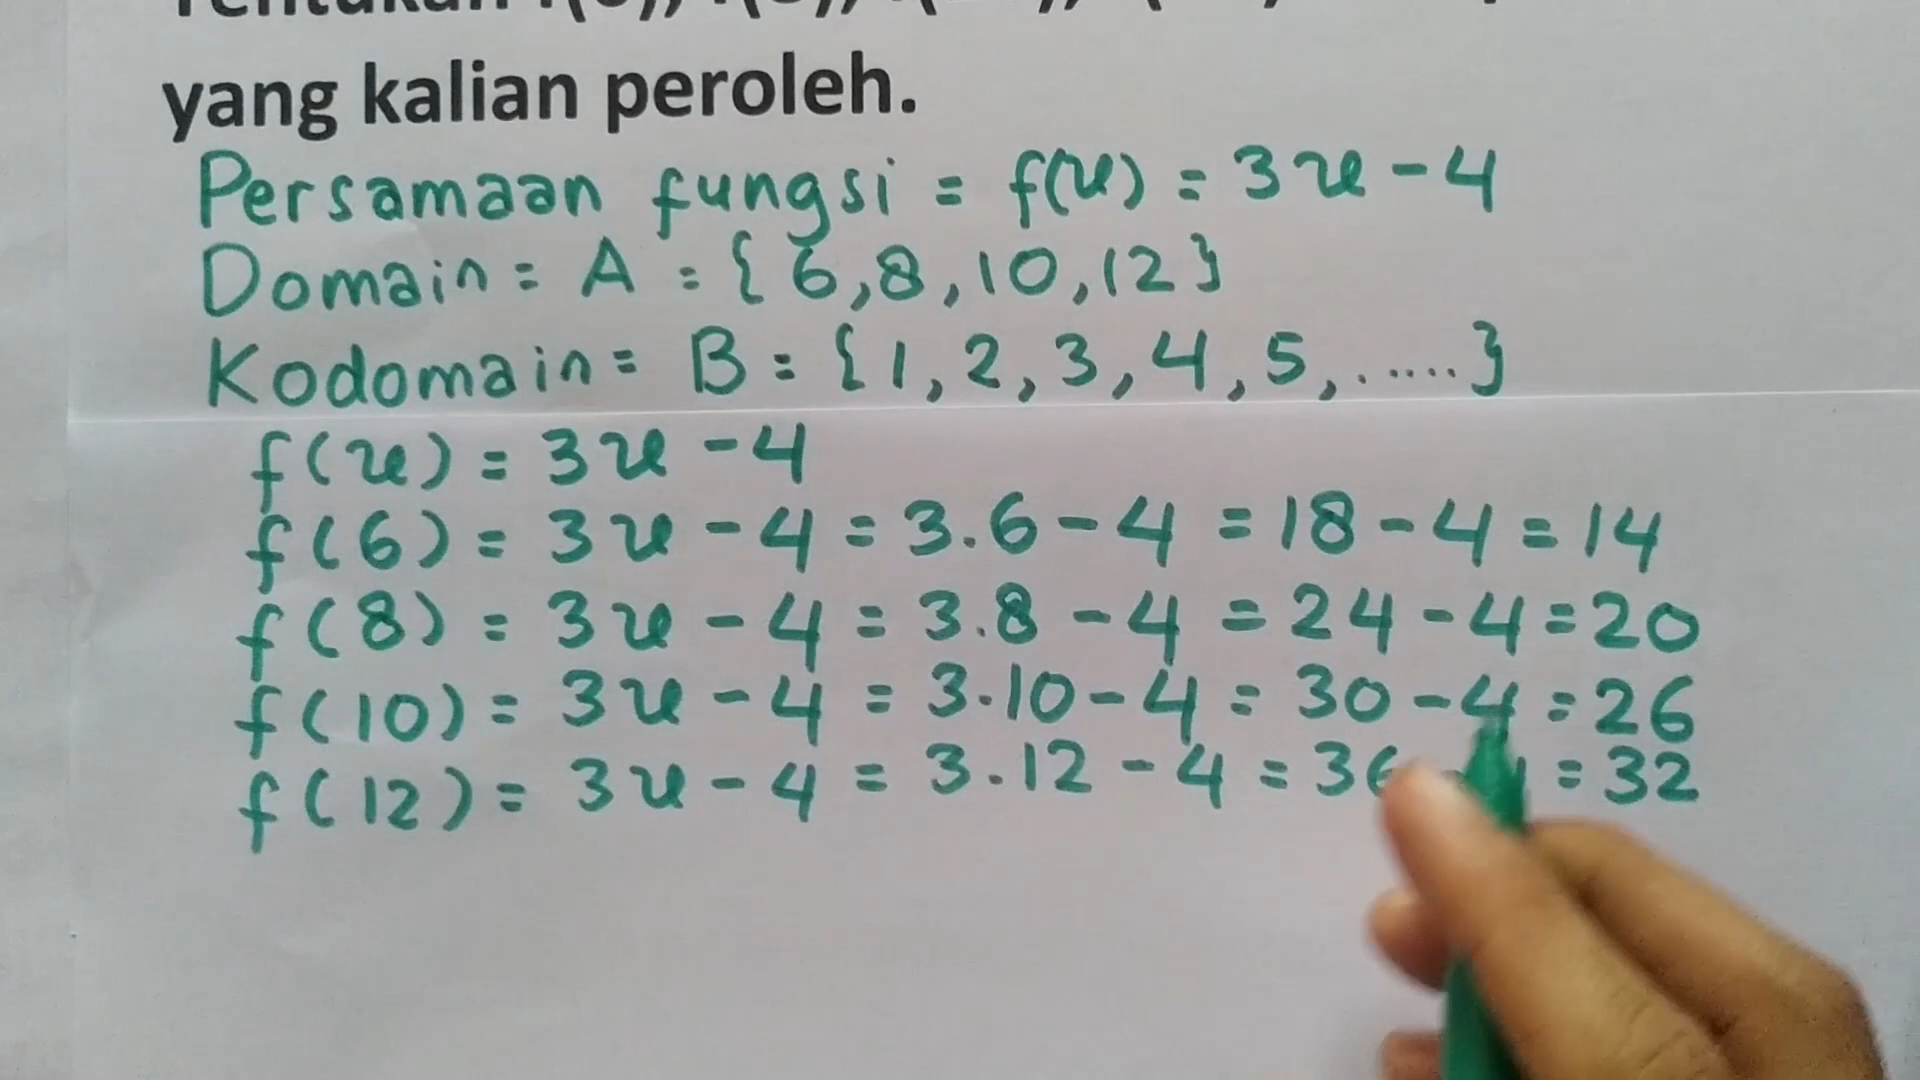 yang kalian peroleh.
Persamaan fungsi = f(x) = 3x - 4
Domain = A = {6,8,10,12}
Kodomain = B = {1,2,3,4,5,.....}
f(x) = 3x - 4
f(6) = 3x - 4 = 3.6 - 4 = 18 - 4 = 14
f(8) = 3x - 4 = 3.8 - 4 = 24 - 4 = 20
f(10) = 3x - 4 = 3.10 - 4 = 30 - 4 = 26
f(12) = 3x - 4 = 3.12 - 4 = 36 - 4 = 32